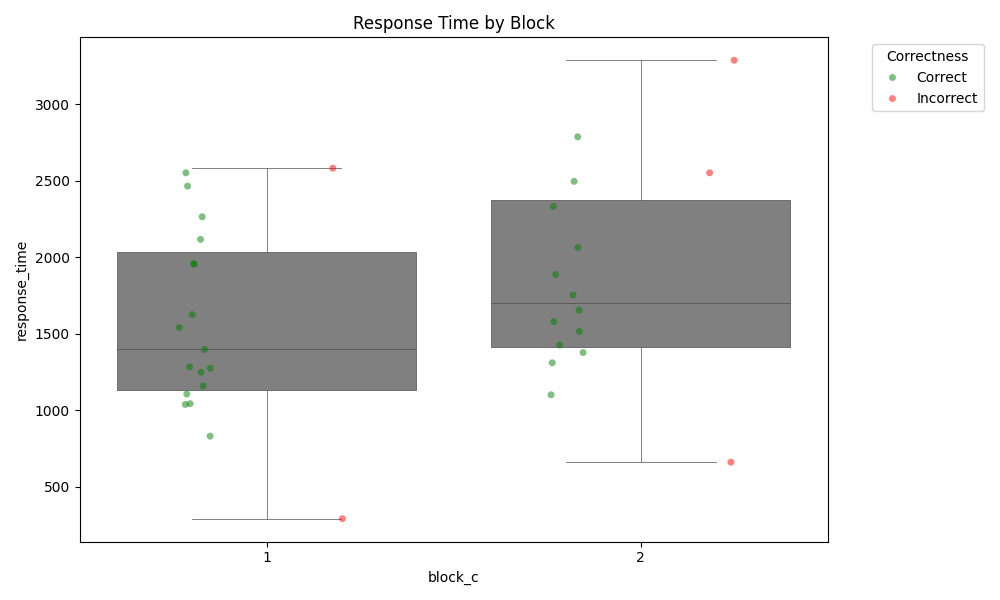 Response Time by Block
Correctness
Correct
Incorrect
response_time
3000
2500
2000
1500
1000
500
1
2
block_c